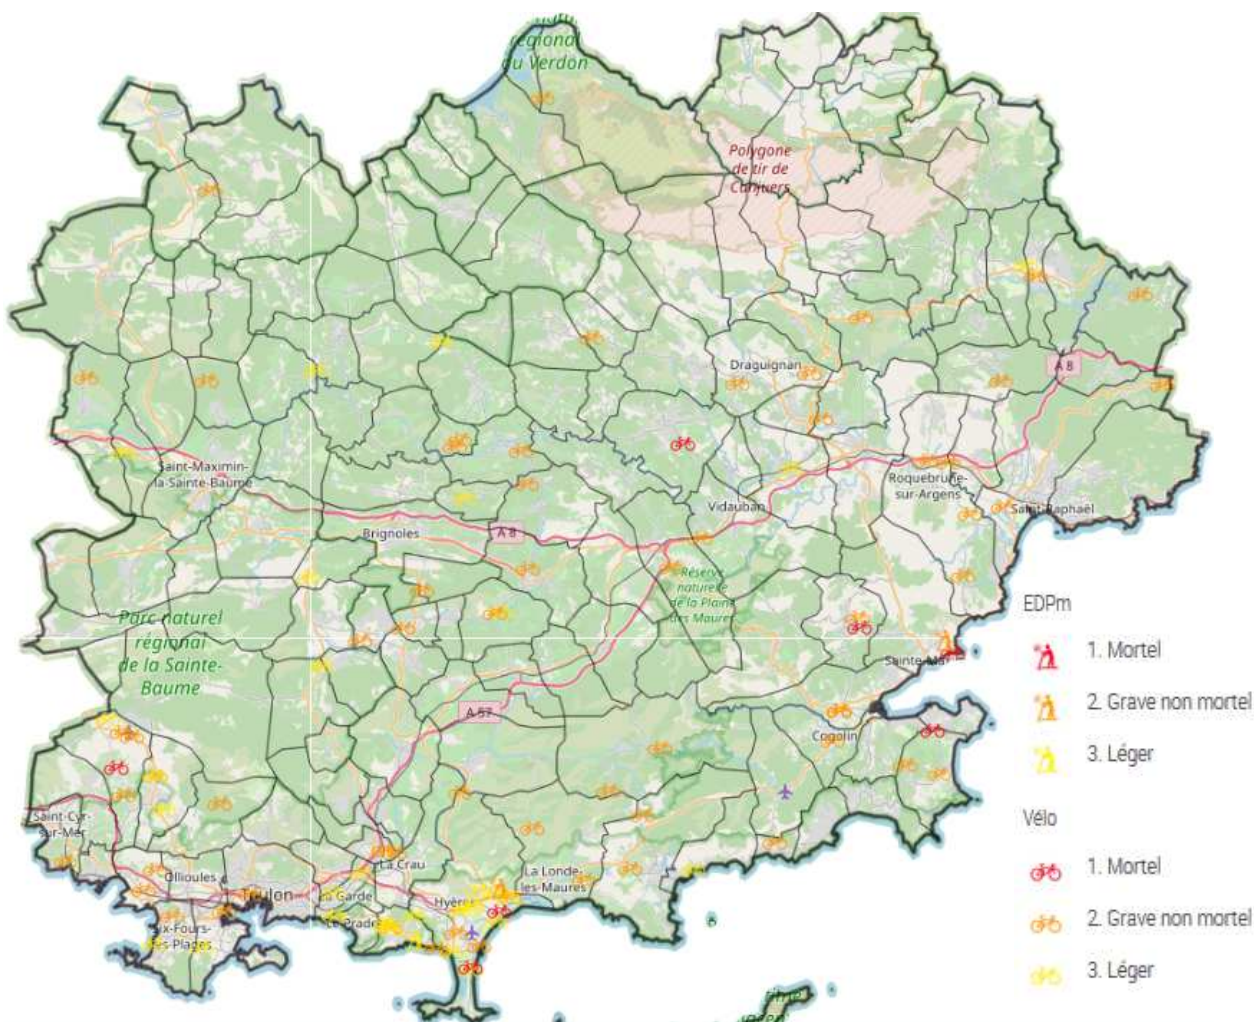 régional
du Verdon
Polygone
de tir de
Canjuers
Draguignan
A 8
Saint-Maximin-
la-Sainte-Baume
Roquebrune-
sur-Argens
Vidauban
Saint-Raphaël
Brignoles
A 8
Réserve
naturelle
de la Plaine
des Maures
Parc naturel
régional
de la Sainte-
Baume
Sainte-Ma
A 57
Cogolin
Saint-Cyr-
sur-Mer
La Crau
Ollioules
Toulon
La Garde
Le Prade
Hyères
La Londe-
les-Maures
Six-Fours-
les-Plages
EDPm
1. Mortel
2. Grave non mortel
3. Léger
Vélo
1. Mortel
2. Grave non mortel
3. Léger